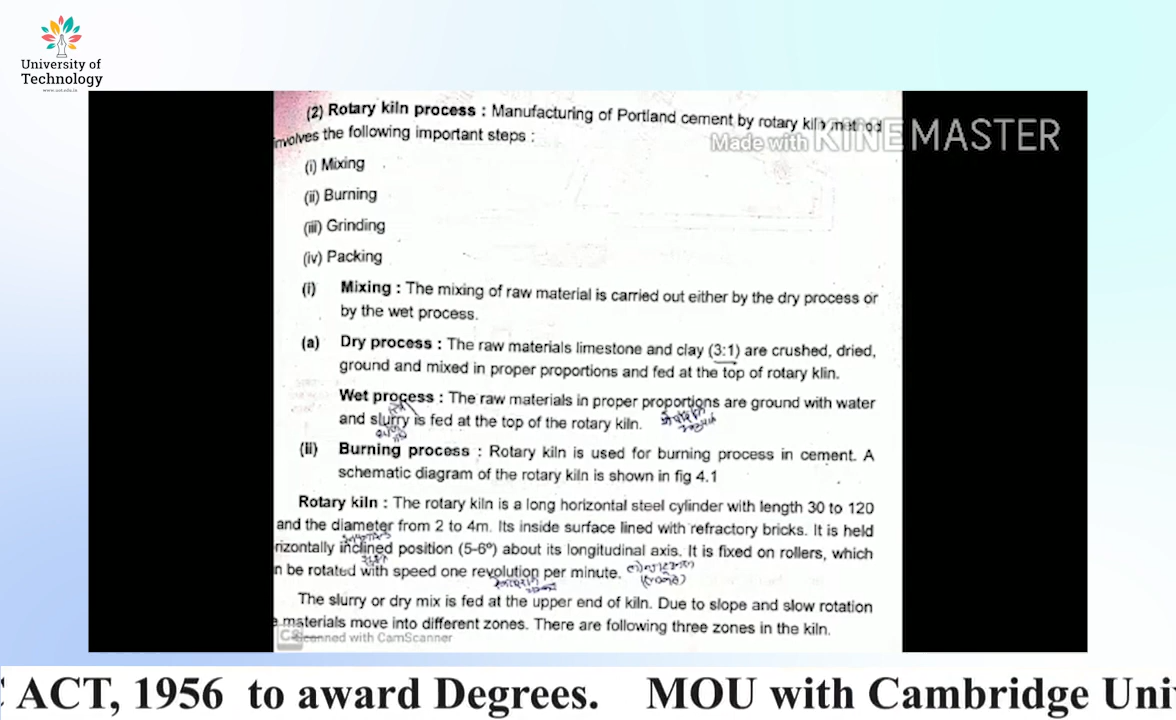 University of
Technology
(2) Rotary kiln process : Manufacturing of Portland cement by rotary kiln method
involves the following important steps :
Made with KINEMASTER
(i) Mixing
(ii) Burning
(iii) Grinding
(iv) Packing
(i) Mixing : The mixing of raw material is carried out either by the dry process or
by the wet process.
(a) Dry process : The raw materials limestone and clay (3:1) are crushed, dried,
ground and mixed in proper proportions and fed at the top of rotary klin.
Wet process : The raw materials in proper proportions are ground with water
and slurry is fed at the top of the rotary kiln.
(ii) Burning process : Rotary kiln is used for burning process in cement. A
schematic diagram of the rotary kiln is shown in fig 4.1
Rotary kiln : The rotary kiln is a long horizontal steel cylinder with length 30 to 120
and the diameter from 2 to 4m. Its inside surface lined with refractory bricks. It is held
rizontally inclined position (5-6°) about its longitudinal axis. It is fixed on rollers, which
n be rotated with speed one revolution per minute.
The slurry or dry mix is fed at the upper end of kiln. Due to slope and slow rotation
e materials move into different zones. There are following three zones in the kiln.
CS Scanned with CamScanner
ACT, 1956 to award Degrees. MOU with Cambridge Uni